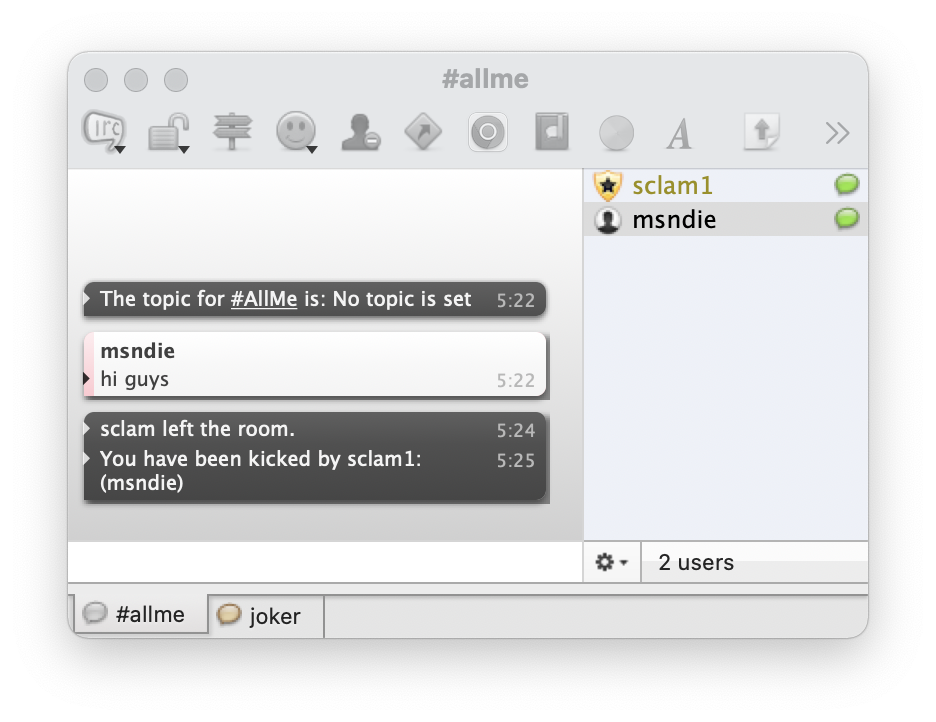 #allme
irc
A
sclam1
msndie
The topic for #AllMe is: No topic is set 5:22
msndie
hi guys 5:22
sclam left the room. 5:24
You have been kicked by sclam1: 5:25
(msndie)
2 users
#allme
joker